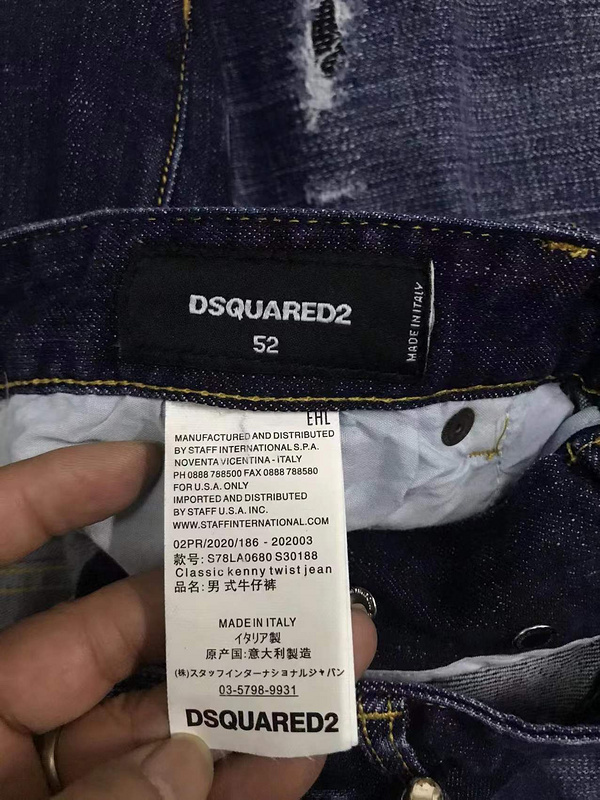 DSQUARED2
52
MADE IN ITALY
EHL
MANUFACTURED AND DISTRIBUTED
BY STAFF INTERNATIONAL S.P.A.
NOVENTA VICENTINA - ITALY
PH 0888 788500 FAX 0888 788580
FOR U.S.A. ONLY
IMPORTED AND DISTRIBUTED
BY STAFF U.S.A. INC.
WWW.STAFFINTERNATIONAL.COM
02PR/2020/186 - 202003
款号: S78LA0680 S30188
Classic kenny twist jean
品名: 男 式牛仔裤
MADE IN ITALY
イタリア製
原产国:意大利製造
(株)スタッフインターナショナルジャパン
03-5798-9931
DSQUARED2